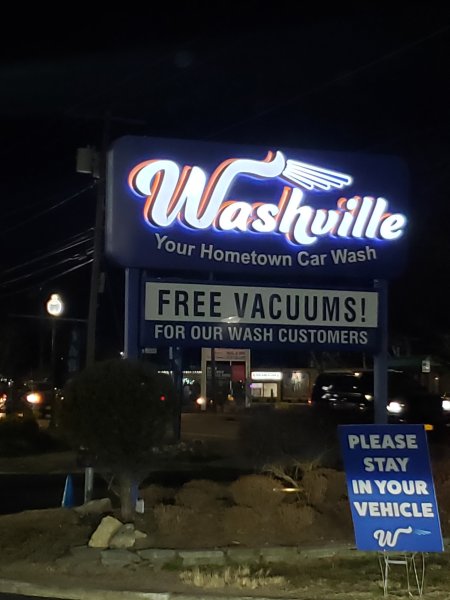 Washville
Your Hometown Car Wash
FREE VACUUMS!
FOR OUR WASH CUSTOMERS
PLEASE
STAY
IN YOUR
VEHICLE
W